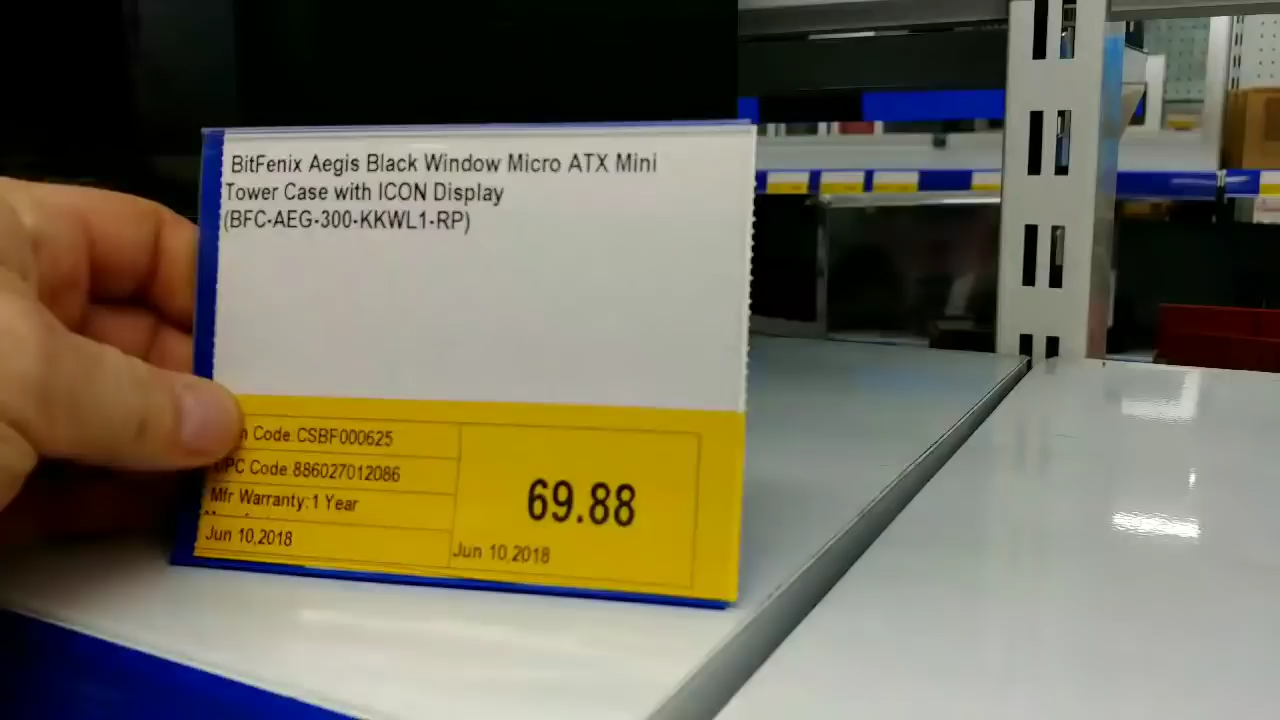 BitFenix Aegis Black Window Micro ATX Mini
Tower Case with ICON Display
(BFC-AEG-300-KKWL1-RP)
Code:CSBF000625
Code:886027012086
Mfr Warranty:1 Year
Jun 10,2018
69.88
Jun 10,2018